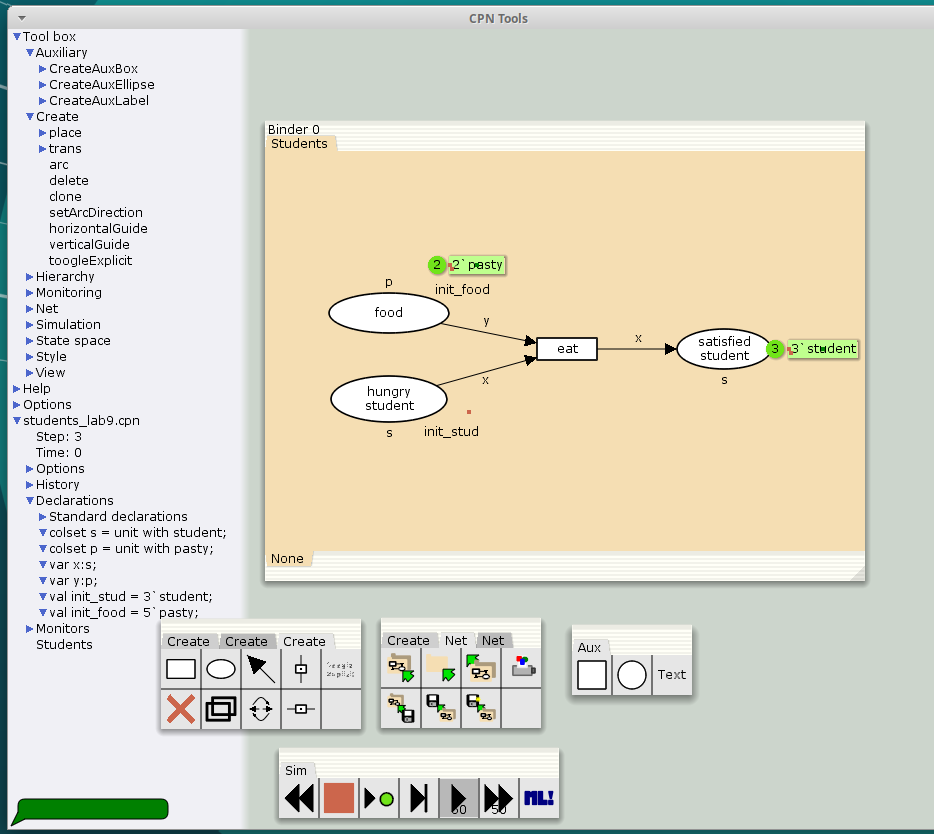 CPN Tools
Tool box
Auxiliary
CreateAuxBox
CreateAuxEllipse
CreateAuxLabel
Create
place
trans
arc
delete
clone
setArcDirection
horizontalGuide
verticalGuide
toogleExplicit
Hierarchy
Monitoring
Net
Simulation
State space
Style
View
Help
Options
students_lab9.cpn
Step: 3
Time: 0
Options
History
Declarations
Standard declarations
colset s = unit with student;
colset p = unit with pasty;
var x:s;
var y:p;
val init_stud = 3`student;
val init_food = 5`pasty;
Monitors
Students
Binder 0
Students
2 2`pasty
p
init_food
food
y
eat
x
satisfied
student
3 3`student
s
x
hungry
student
s
init_stud
None
Create Create Create
Create Net Net
Aux
Text
Sim
50
50
ML!